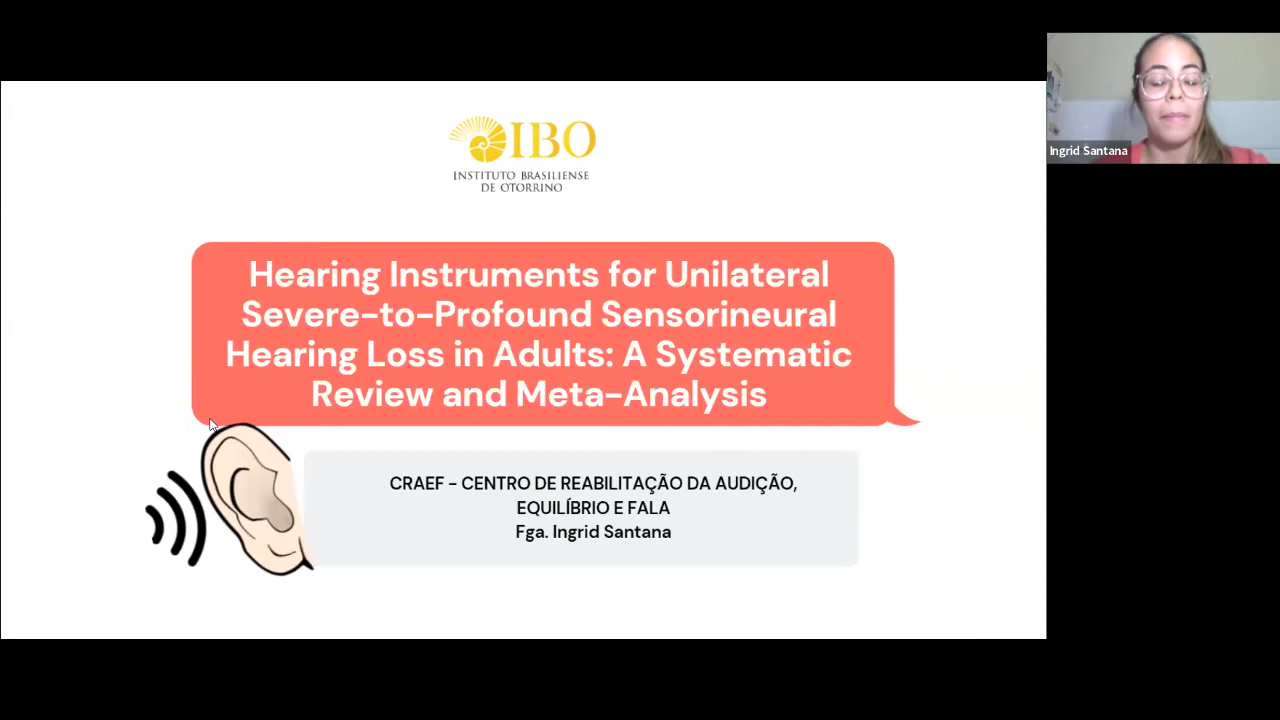 IBO
INSTITUTO BRASILIENSE
DE OTORRINO
Hearing Instruments for Unilateral
Severe-to-Profound Sensorineural
Hearing Loss in Adults: A Systematic
Review and Meta-Analysis
CRAEF - CENTRO DE REABILITAÇÃO DA AUDIÇÃO,
EQUILÍBRIO E FALA
Fga. Ingrid Santana
Ingrid Santana